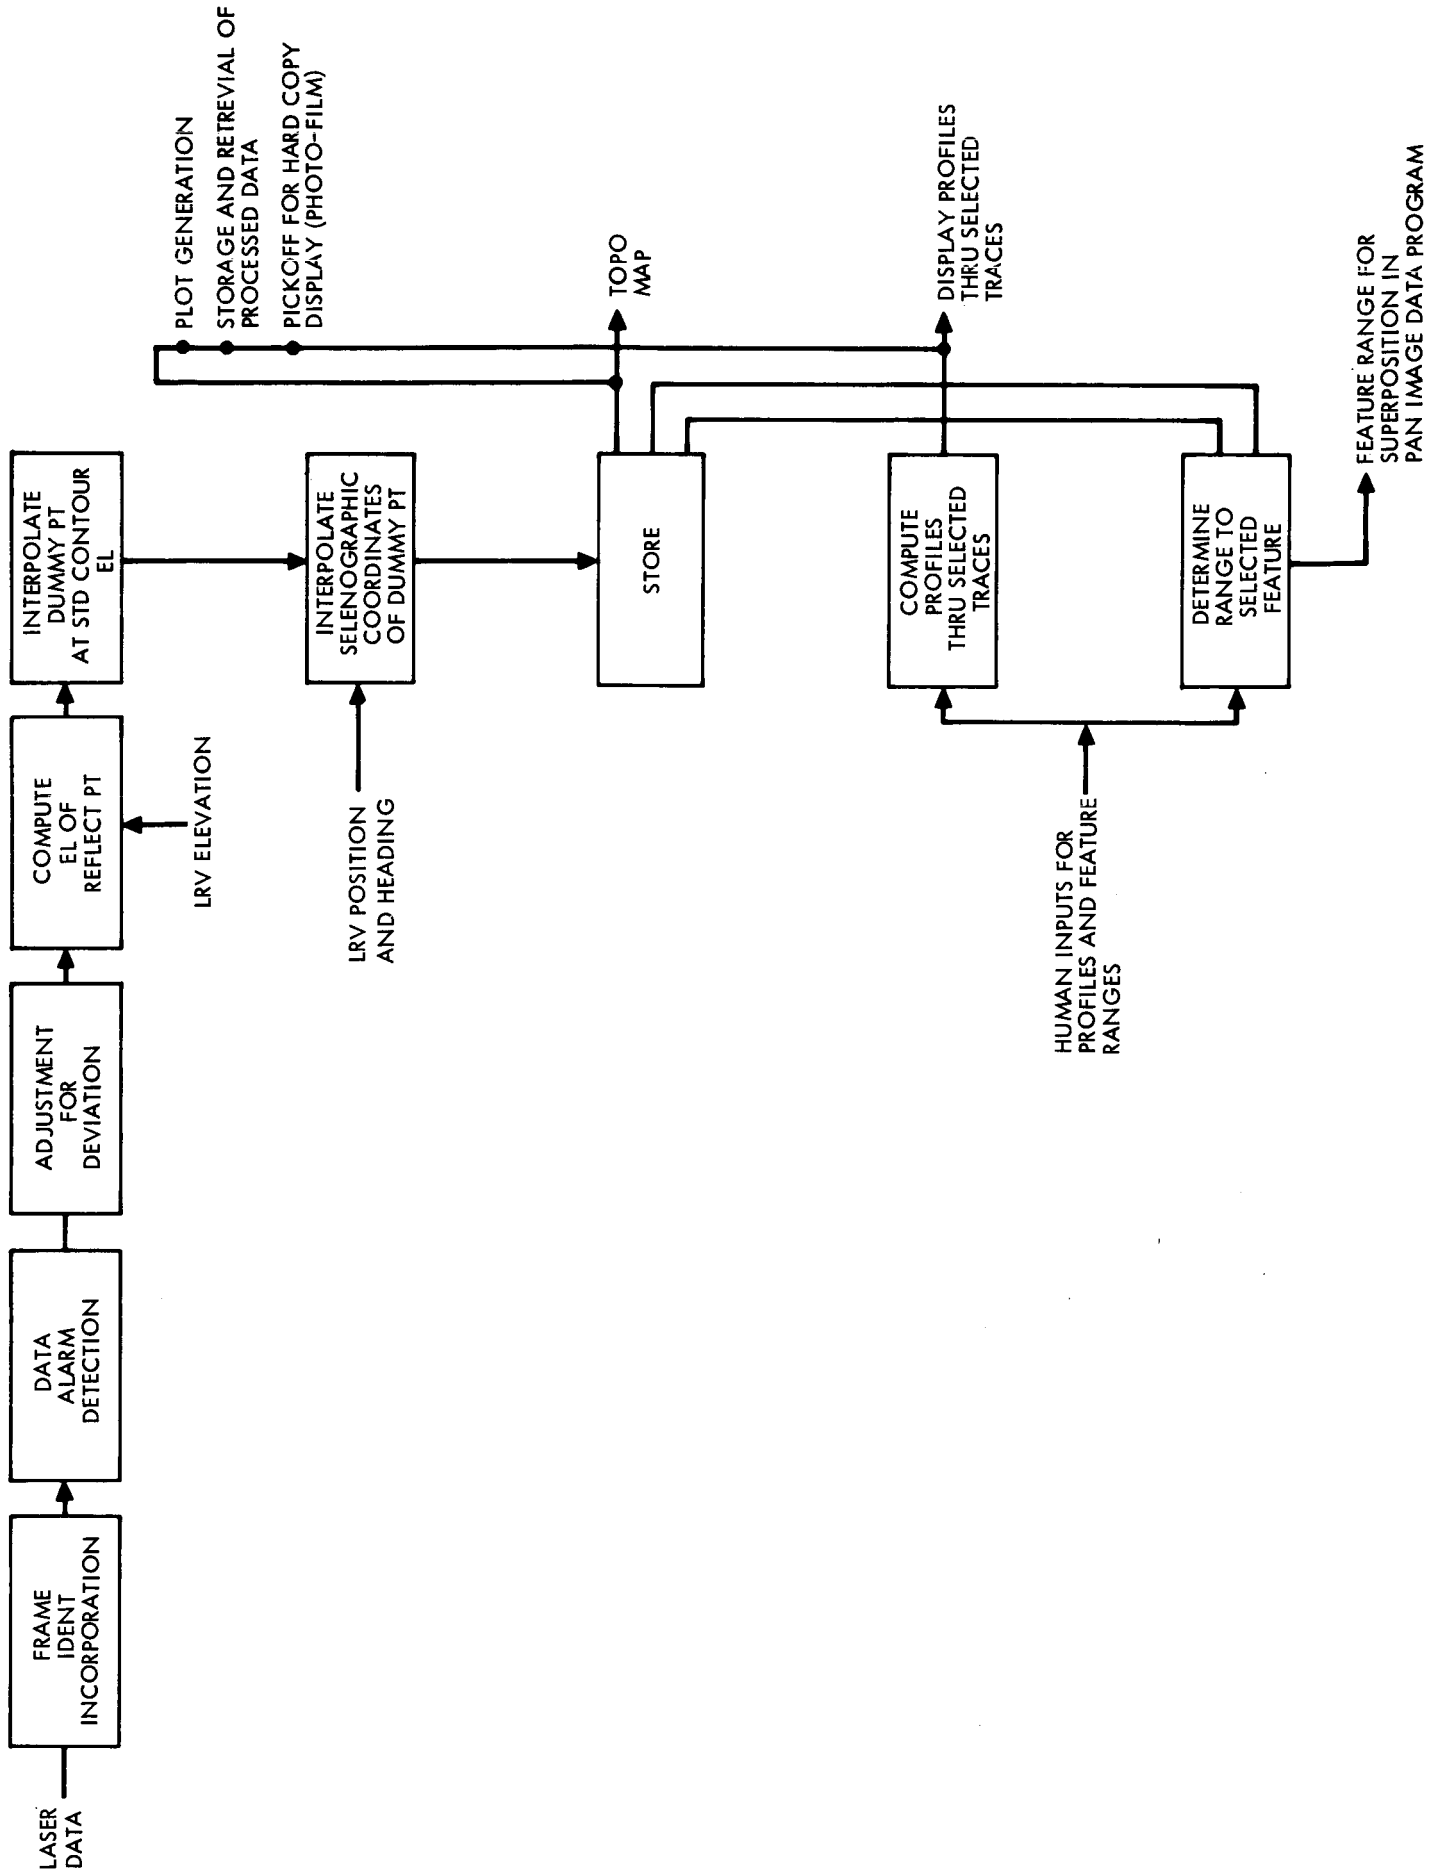 LASER
DATA
FRAME
IDENT
INCORPORATION
DATA
ALARM
DETECTION
ADJUSTMENT
FOR
DEVIATION
COMPUTE
EL OF
REFLECT PT
LRV ELEVATION
INTERPOLATE
DUMMY PT
AT STD CONTOUR
EL
PLOT GENERATION
STORAGE AND RETREVIAL OF
PROCESSED DATA
PICKOFF FOR HARD COPY
DISPLAY (PHOTO-FILM)
LRV POSITION
AND HEADING
INTERPOLATE
SELENOGRAPHIC
COORDINATES
OF DUMMY PT
STORE
TOPO
MAP
HUMAN INPUTS FOR
PROFILES AND FEATURE
RANGES
COMPUTE
PROFILES
THRU SELECTED
TRACES
DISPLAY PROFILES
THRU SELECTED
TRACES
DETERMINE
RANGE TO
SELECTED
FEATURE
FEATURE RANGE FOR
SUPERPOSITION IN
PAN IMAGE DATA PROGRAM